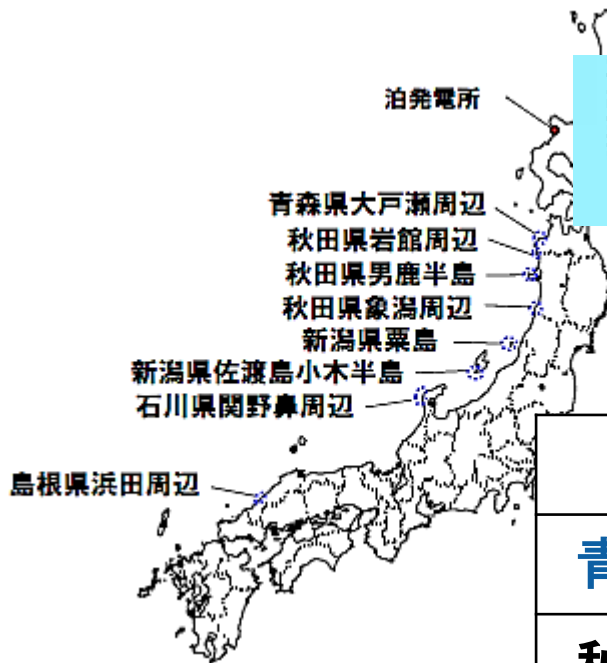 泊発電所
青森県大戸瀬周辺
秋田県岩館周辺
秋田県男鹿半島
秋田県象潟周辺
新潟県粟島
新潟県佐渡島小木半島
石川県関野鼻周辺
島根県浜田周辺
青